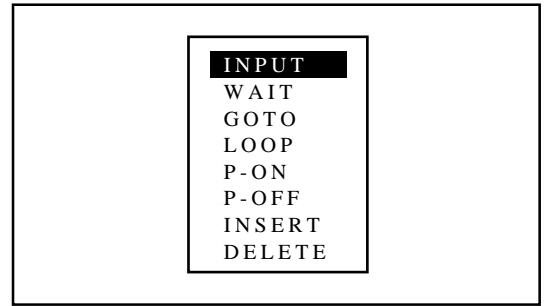 INPUT
WAIT
GOTO
LOOP
P-ON
P-OFF
INSERT
DELETE